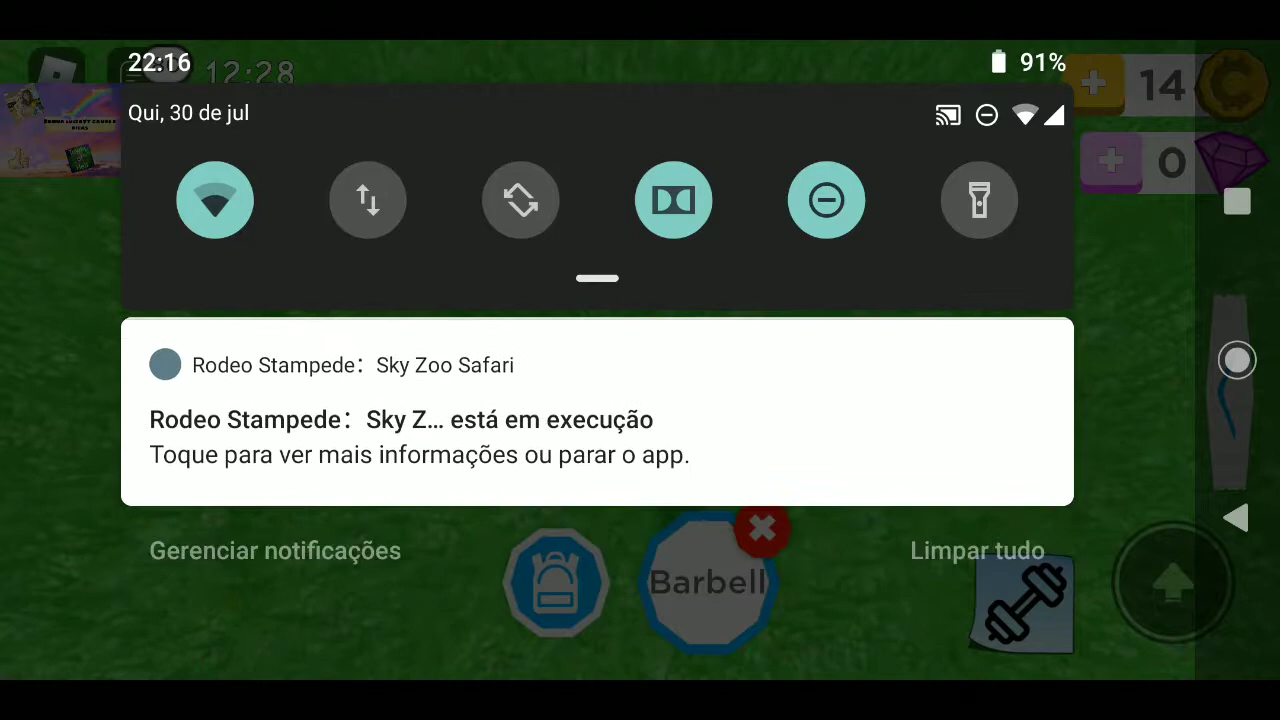 22:16
12:28
91%
14
Qui, 30 de jul
0
Rodeo Stampede: Sky Zoo Safari
Rodeo Stampede: Sky Z... está em execução
Toque para ver mais informações ou parar o app.
Gerenciar notificações
Limpar tudo
Barbell